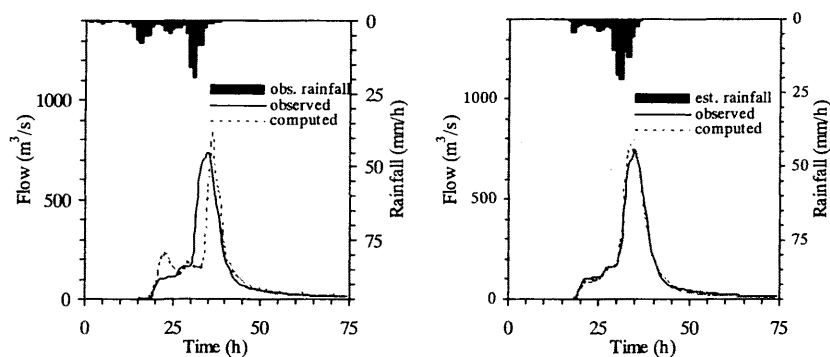 0
1000
500
0
0
25
50
75
0
25
50
75
Flow (m³/s)
Rainfall (mm/h)
Time (h)
obs. rainfall
observed
computed
0
1000
500
0
0
25
50
75
0
25
50
75
Flow (m³/s)
Rainfall (mm/h)
Time (h)
est. rainfall
observed
computed